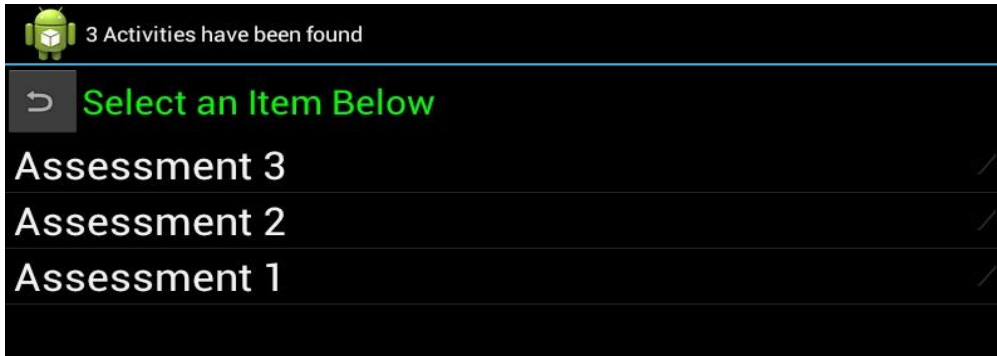 3 Activities have been found
Select an Item Below
Assessment 3
Assessment 2
Assessment 1